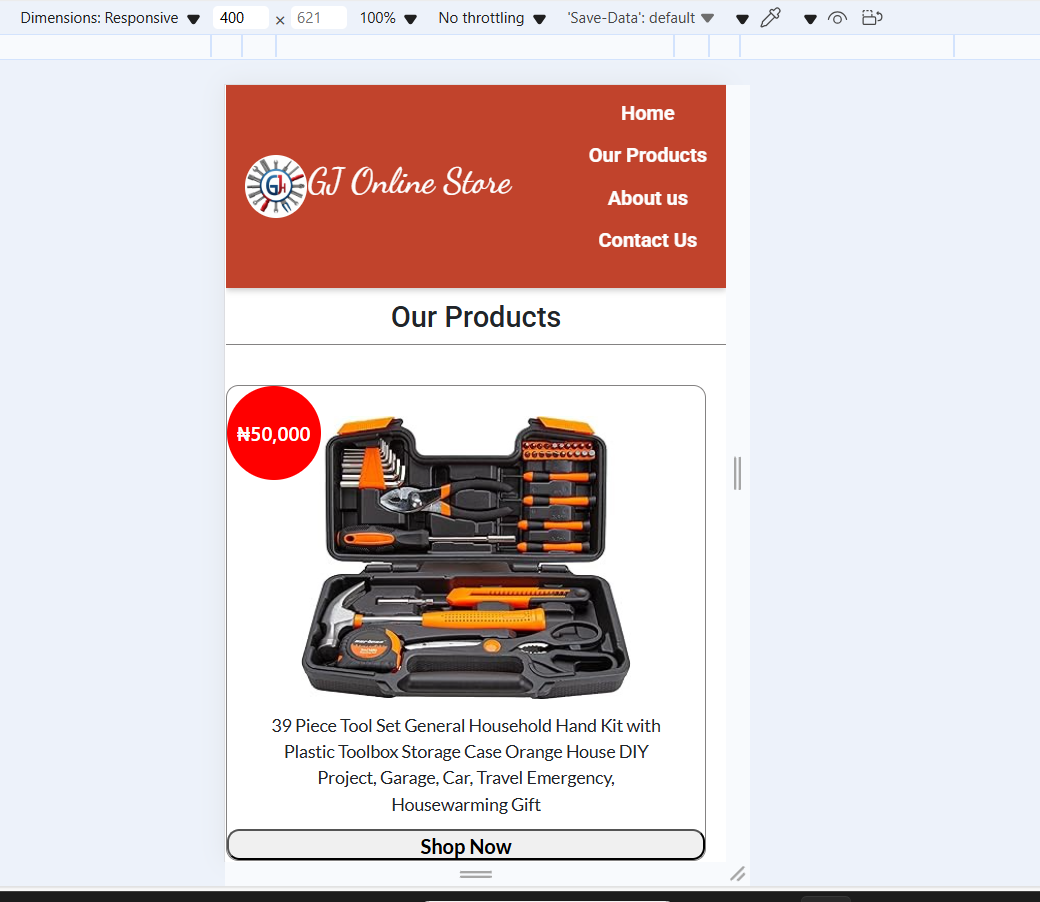 Dimensions: Responsive 400 × 621 100% No throttling 'Save-Data': default
Home
Our Products
GJ GJ Online Store
About us
Contact Us
Our Products
₦50,000
39 Piece Tool Set General Household Hand Kit with
Plastic Toolbox Storage Case Orange House DIY
Project, Garage, Car, Travel Emergency,
Housewarming Gift
Shop Now